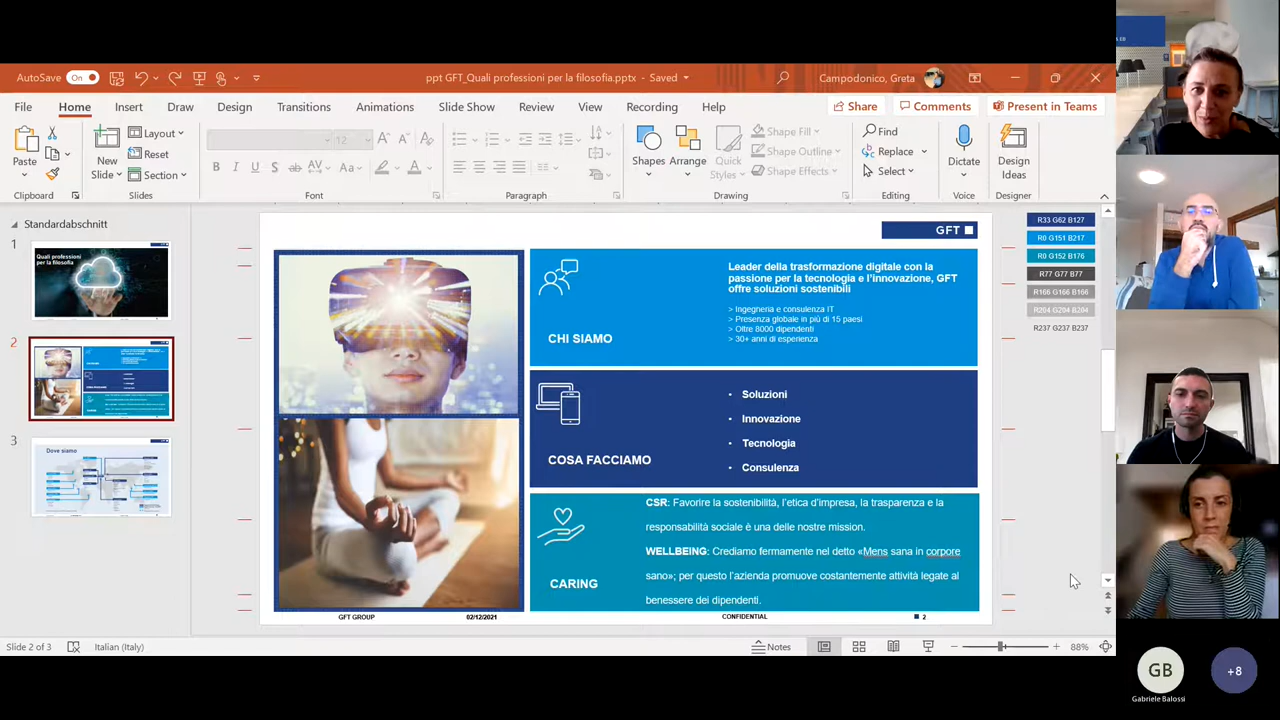 AutoSave On
ppt GFT_Quali professioni per la filosofia.pptx - Saved
Campodonico, Greta
File Home Insert Draw Design Transitions Animations Slide Show Review View Recording Help
Share Comments Present in Teams
Paste
New Slide
Layout
Reset
Section
12
Shapes Arrange Quick Styles
Shape Fill
Shape Outline
Shape Effects
Find
Replace
Select
Dictate
Design Ideas
Clipboard Slides Font Paragraph Drawing Editing Voice Designer
Standardabschnitt
1
Quali professioni
per la filosofia
2
3
Dove siamo
GFT
CHI SIAMO
Leader della trasformazione digitale con la
passione per la tecnologia e l'innovazione, GFT
offre soluzioni sostenibili
> Ingegneria e consulenza IT
> Presenza globale in più di 15 paesi
> Oltre 8000 dipendenti
> 30+ anni di esperienza
COSA FACCIAMO
• Soluzioni
• Innovazione
• Tecnologia
• Consulenza
CARING
CSR: Favorire la sostenibilità, l'etica d'impresa, la trasparenza e la
responsabilità sociale è una delle nostre mission.
WELLBEING: Crediamo fermamente nel detto «Mens sana in corpore
sano»; per questo l'azienda promuove costantemente attività legate al
benessere dei dipendenti.
GFT GROUP 02/12/2021 CONFIDENTIAL 2
R33 G62 B127
R0 G151 B217
R0 G152 B176
R77 G77 B77
R166 G166 B166
R204 G204 B204
R237 G237 B237
Slide 2 of 3 Italian (Italy) Notes 88%
GB
Gabriele Balossi
+8